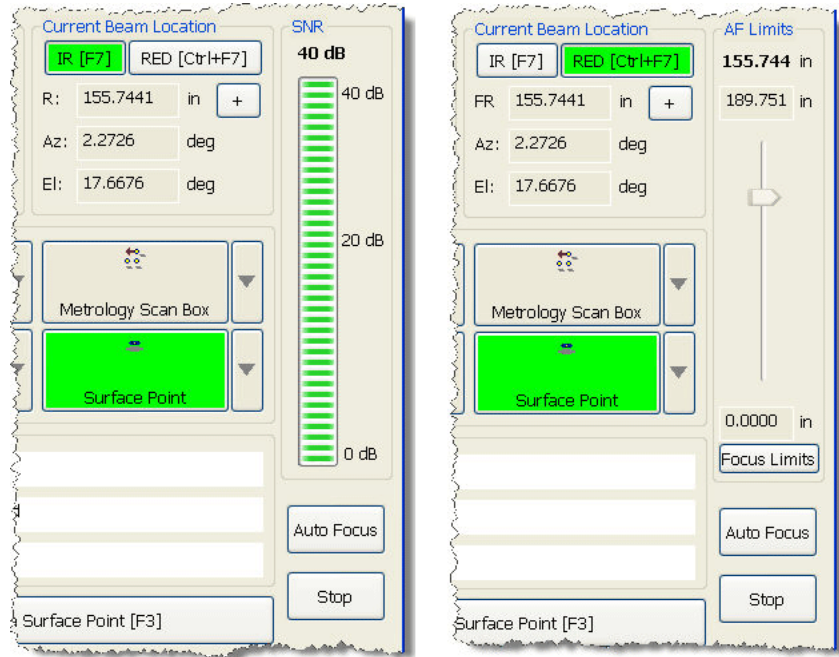 Current Beam Location
SNR
IR [F7]
RED [Ctrl+F7]
40 dB
R:
155.7441
in
+
40 dB
Az:
2.2726
deg
El:
17.6676
deg
20 dB
Metrology Scan Box
Surface Point
0 dB
Auto Focus
Stop
Surface Point [F3]
Current Beam Location
AF Limits
IR [F7]
RED [Ctrl+F7]
155.744 in
FR
155.7441
in
+
189.751 in
Az:
2.2726
deg
El:
17.6676
deg
Metrology Scan Box
Surface Point
0.0000 in
Focus Limits
Auto Focus
Stop
Surface Point [F3]